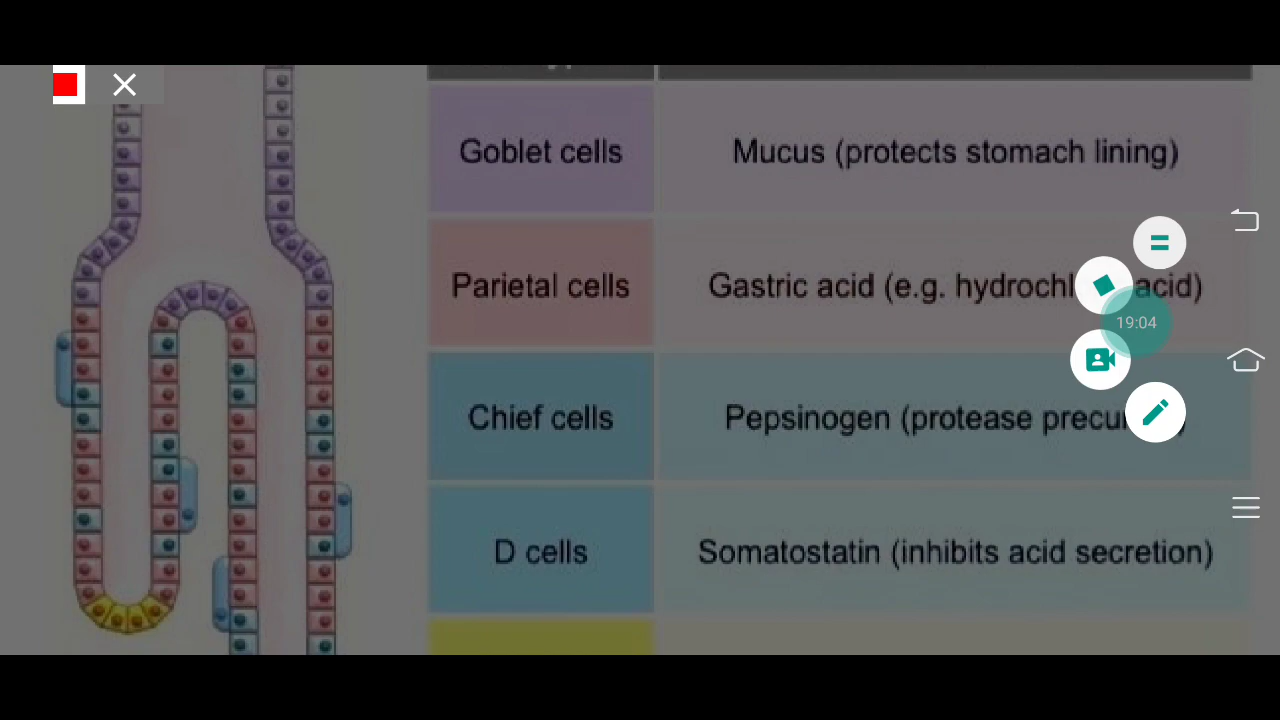 Goblet cells
Mucus (protects stomach lining)
Parietal cells
Gastric acid (e.g. hydrochl acid)
19:04
Chief cells
Pepsinogen (protease precu
D cells
Somatostatin (inhibits acid secretion)